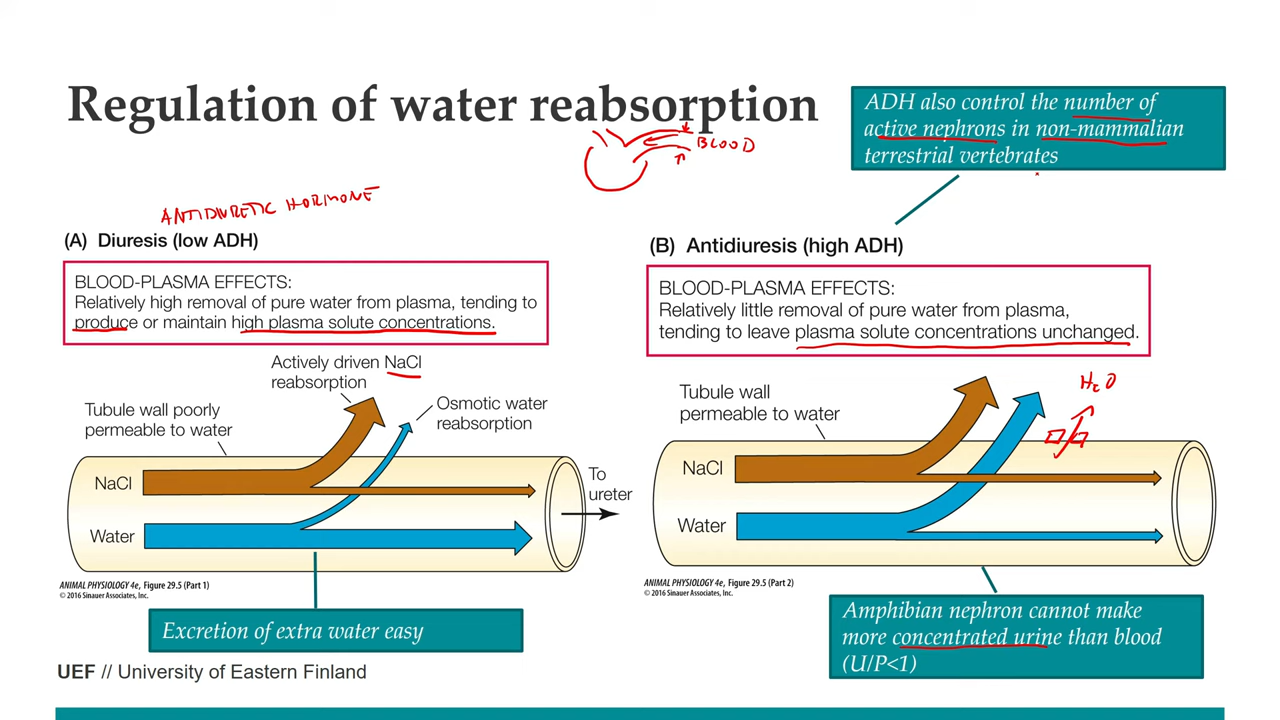 Regulation of water reabsorption
BLOOD
ADH also control the number of
active nephrons in non-mammalian
terrestrial vertebrates
ANTIDIURETIC HORMONE
(A) Diuresis (low ADH)
BLOOD-PLASMA EFFECTS:
Relatively high removal of pure water from plasma, tending to
produce or maintain high plasma solute concentrations.
Actively driven NaCl
reabsorption
Tubule wall poorly
permeable to water
Osmotic water
reabsorption
NaCl
Water
To
ureter
ANIMAL PHYSIOLOGY 4e, Figure 29.5 (Part 1)
© 2016 Sinauer Associates, Inc.
Excretion of extra water easy
(B) Antidiuresis (high ADH)
BLOOD-PLASMA EFFECTS:
Relatively little removal of pure water from plasma,
tending to leave plasma solute concentrations unchanged.
Tubule wall
permeable to water
H2O
NaCl
Water
ANIMAL PHYSIOLOGY 4e, Figure 29.5 (Part 2)
© 2016 Sinauer Associates, Inc.
Amphibian nephron cannot make
more concentrated urine than blood
(U/P<1)
UEF // University of Eastern Finland